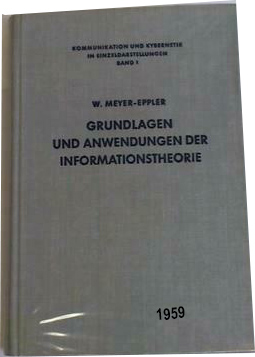 KOMMUNIKATION UND KYBERNETIK
IN EINZELDARSTELLUNGEN
BAND 1
W. MEYER-EPPLER
GRUNDLAGEN
UND ANWENDUNGEN DER
INFORMATIONSTHEORIE
1959